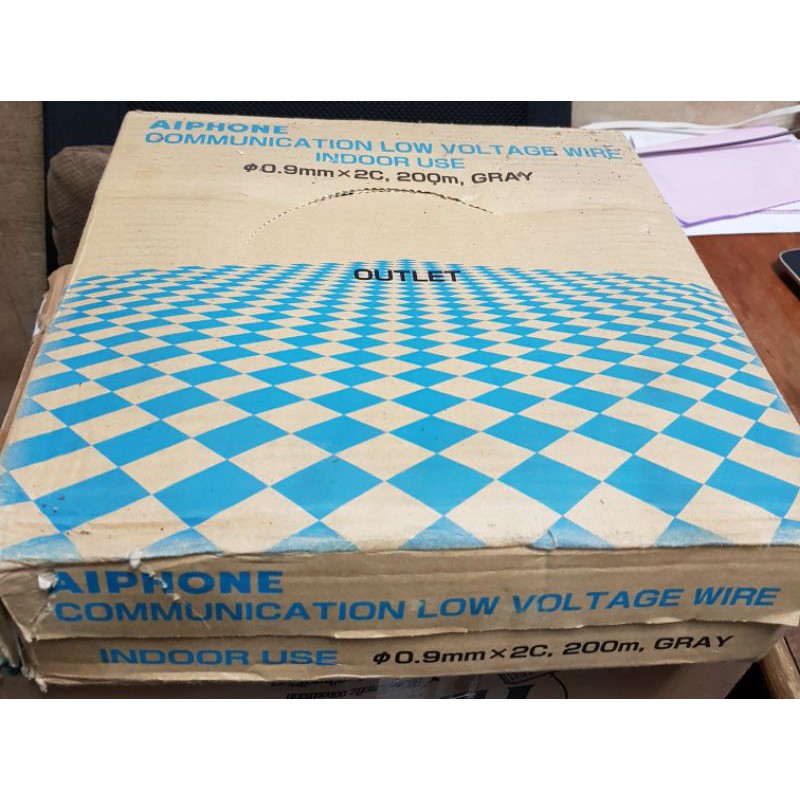 AIPHONE
COMMUNICATION LOW VOLTAGE WIRE
INDOOR USE
φ0.9mm×2C, 200m, GRAY
OUTLET
AIPHONE
COMMUNICATION LOW VOLTAGE WIRE
INDOOR USE φ0.9mm×2C, 200m, GRAY